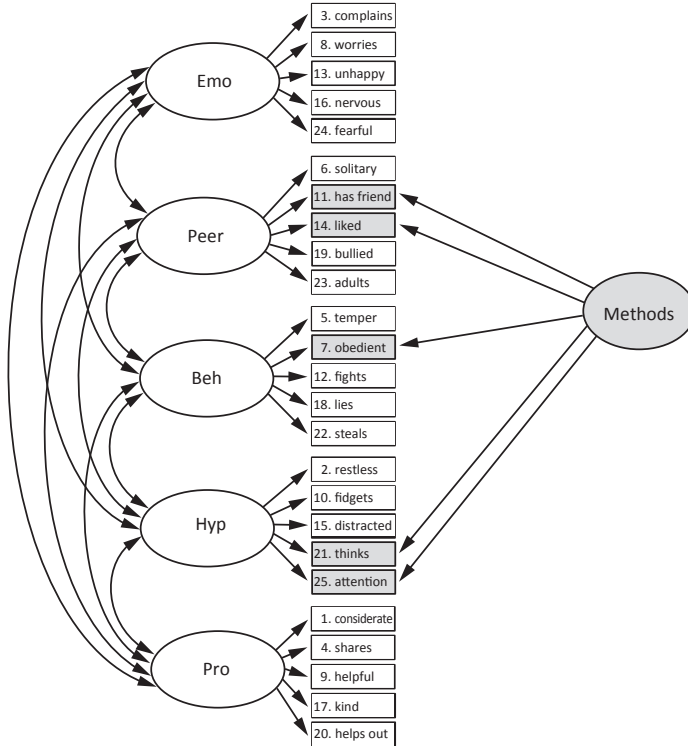 Emo
3. complains
8. worries
13. unhappy
16. nervous
24. fearful
Peer
6. solitary
11. has friend
14. liked
19. bullied
23. adults
Methods
Beh
5. temper
7. obedient
12. fights
18. lies
22. steals
Hyp
2. restless
10. fidgets
15. distracted
21. thinks
25. attention
Pro
1. considerate
4. shares
9. helpful
17. kind
20. helps out